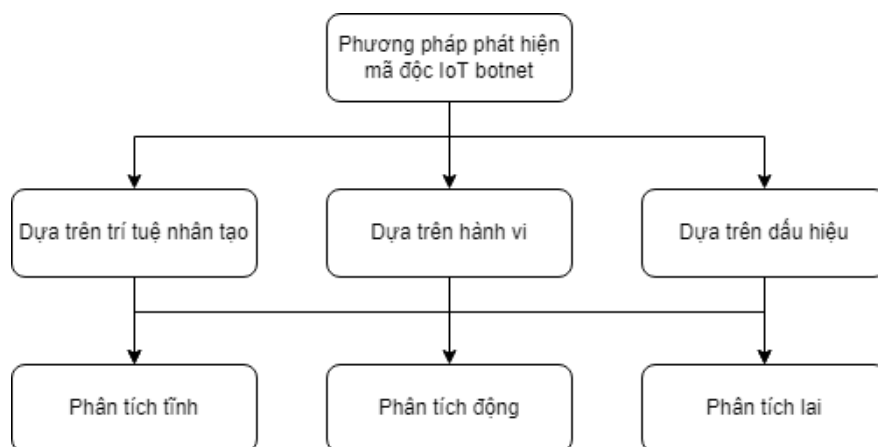 Phương pháp phát hiện
mã độc IoT botnet
Dựa trên trí tuệ nhân tạo
Dựa trên hành vi
Dựa trên dấu hiệu
Phân tích tĩnh
Phân tích động
Phân tích lai